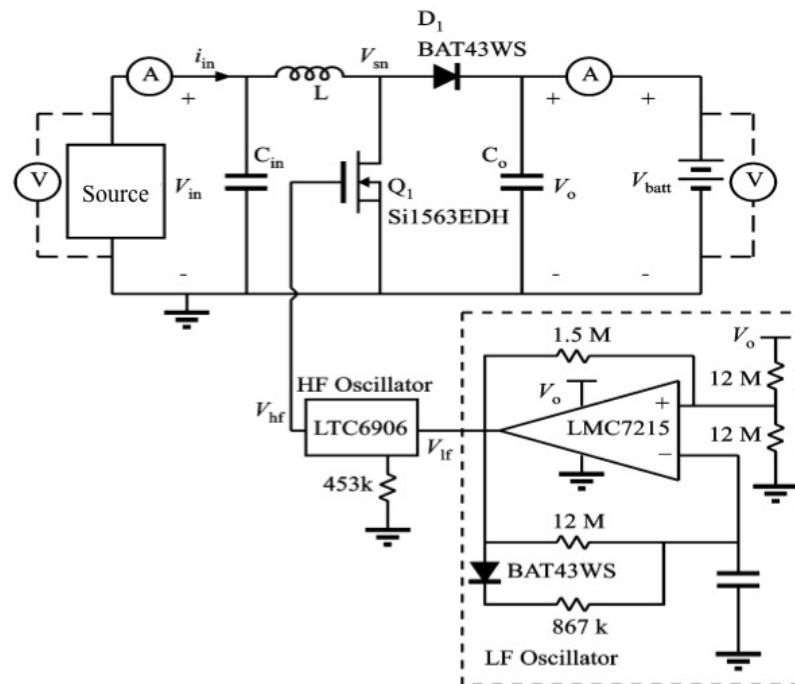 D1
BAT43WS
A
iin
L
Vsn
A
+
+
+
V
Source
Vin
Cin
Q1
Si1563EDH
Co
Vo
Vbatt
V
-
-
-
1.5 M
Vo
12 M
HF Oscillator
Vo
+
Vhf
LTC6906
Vlf
LMC7215
12 M
−
453k
12 M
BAT43WS
867 k
LF Oscillator